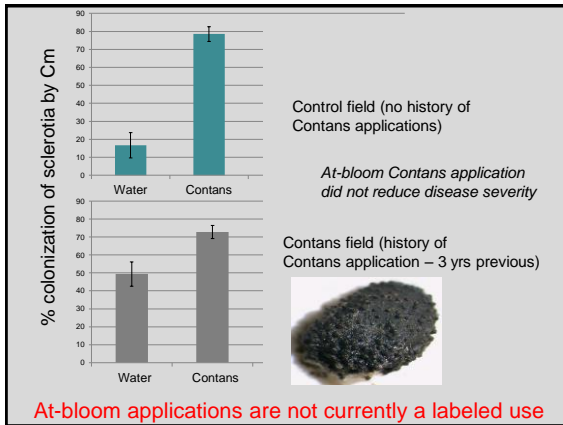 % colonization of sclerotia by Cm
90
80
70
60
50
40
30
20
10
0
Water Contans
Control field (no history of
Contans applications)
At-bloom Contans application
did not reduce disease severity
90
80
70
60
50
40
30
20
10
0
Water Contans
Contans field (history of
Contans application – 3 yrs previous)
At-bloom applications are not currently a labeled use